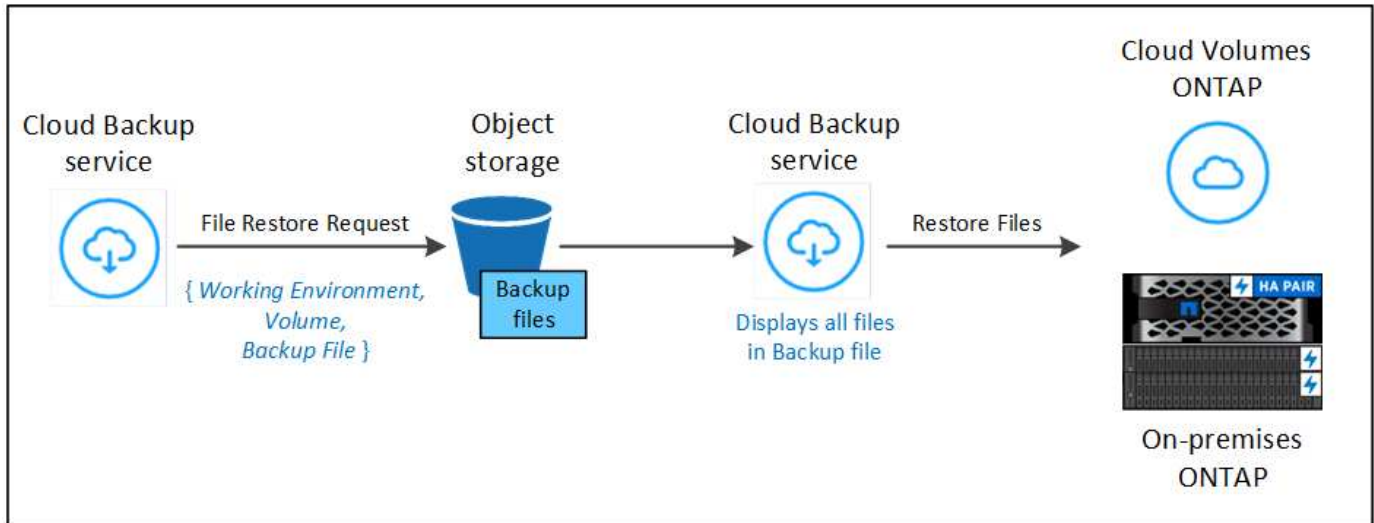 Cloud Backup
service
File Restore Request
{ Working Environment,
Volume,
Backup File }
Object
storage
Backup
files
Cloud Backup
service
Displays all files
in Backup file
Restore Files
Cloud Volumes
ONTAP
HA PAIR
On-premises
ONTAP